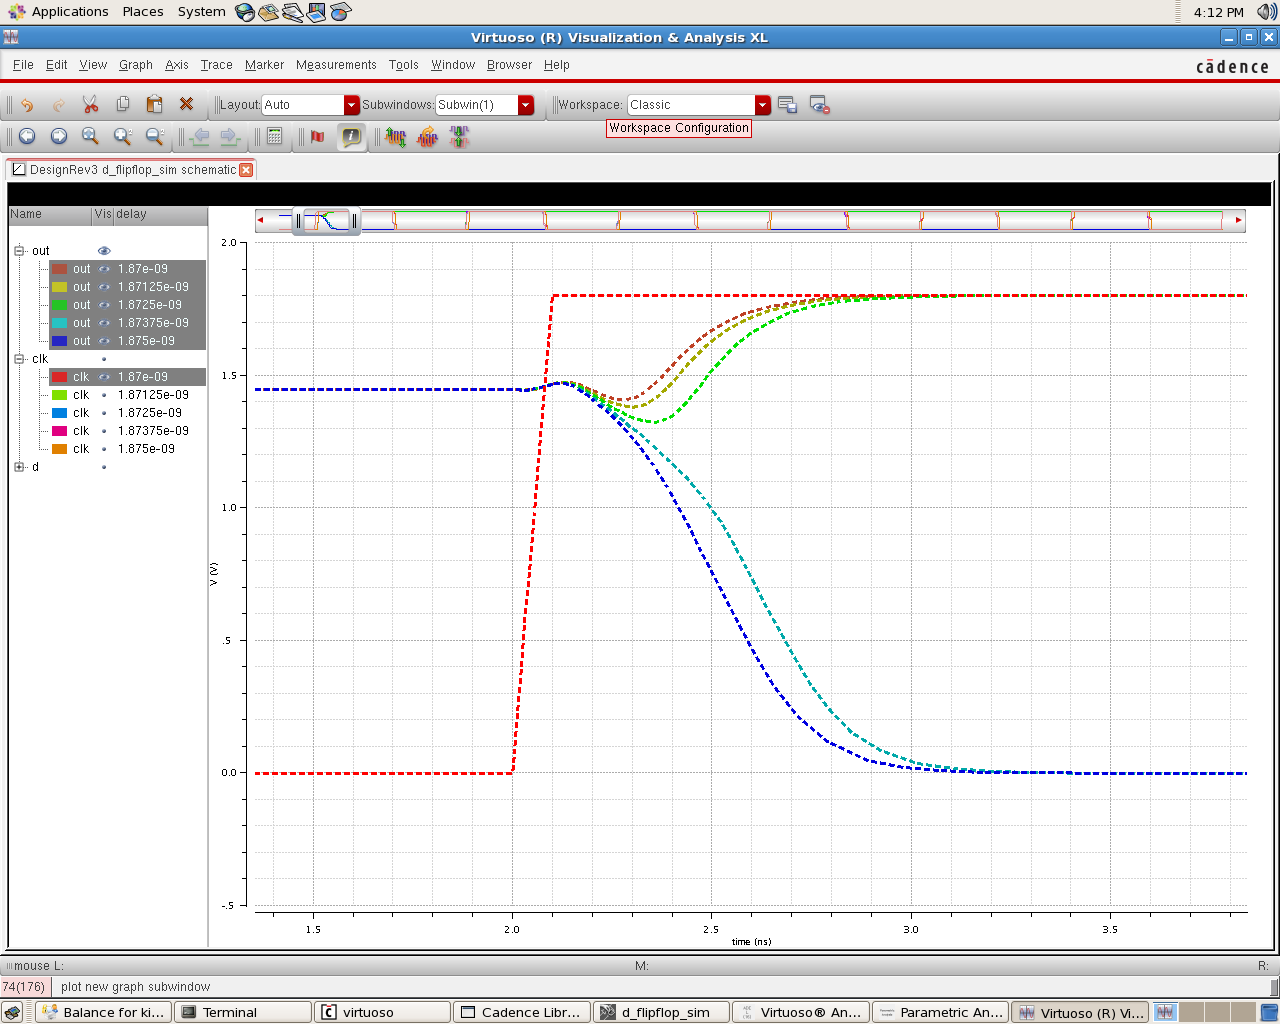 Applications Places System 4:12 PM
Virtuoso (R) Visualization & Analysis XL
File Edit View Graph Axis Trace Marker Measurements Tools Window Browser Help cādence
Layout: Auto Subwindows: Subwin(1) Workspace: Classic
Workspace Configuration
DesignRev3 d_flipflop_sim schematic
Name Vis delay
out
out 1.87e-09
out 1.87125e-09
out 1.8725e-09
out 1.87375e-09
out 1.875e-09
clk
clk 1.87e-09
clk 1.87125e-09
clk 1.8725e-09
clk 1.87375e-09
clk 1.875e-09
d
2.0
1.5
1.0
.5
0.0
-.5
V (V)
1.5 2.0 2.5 3.0 3.5
time (ns)
mouse L: M: R:
74(176) plot new graph subwindow
Balance for ki... Terminal virtuoso Cadence Libr... d_flipflop_sim Virtuoso® An... Parametric An... Virtuoso (R) Vi...